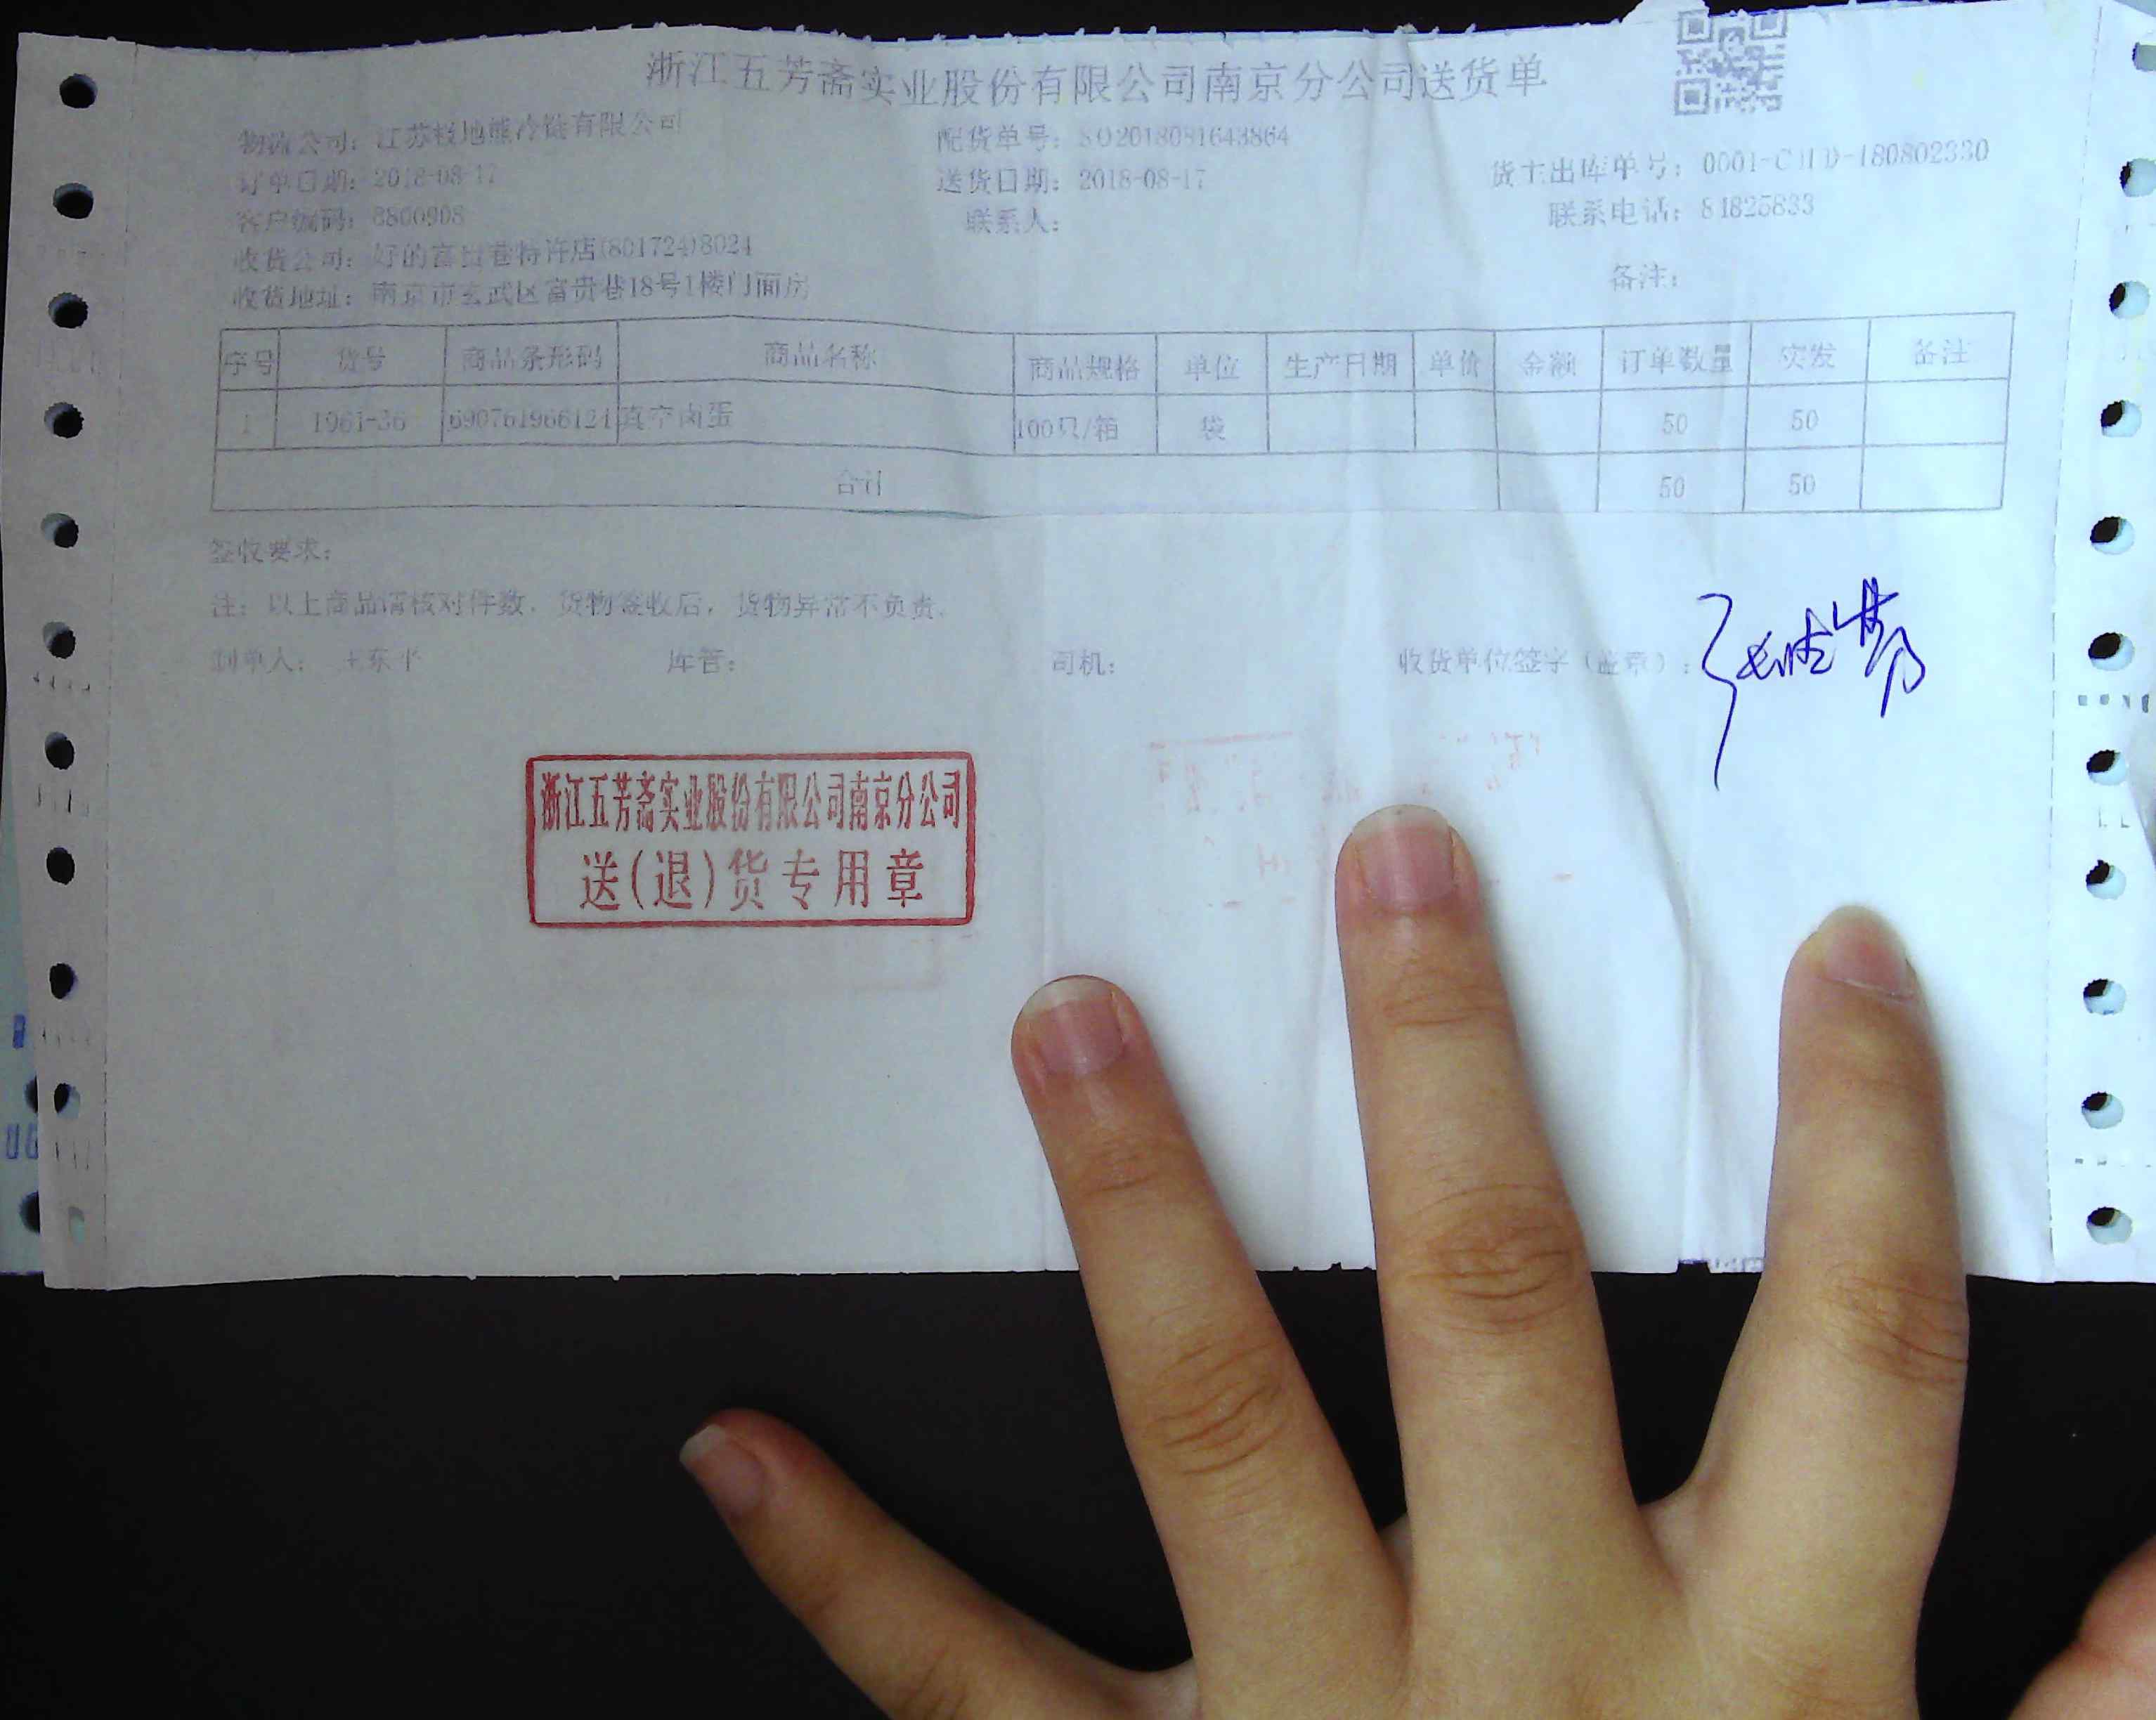 浙江五芳斋实业股份有限公司南京分公司送货单
物流公司：江苏极地熊冷链有限公司 配货单号：SO2018081643864 货主出库单号：0001-CHD-180802330
订单日期：2018-08-17 送货日期：2018-08-17 联系电话：84825833
客户编码：8800908 联系人：
收货公司：好的富贵巷特许店(801724)8024 备注：
收货地址：南京市玄武区富贵巷18号1楼门面房
序号 货号 商品条形码 商品名称 商品规格 单位 生产日期 单价 金额 订单数量 实发 备注
1 1061-36 690761966121 真空卤蛋 100只/箱 袋 50 50
合计 50 50
签收要求：
注：以上商品请核对件数，货物签收后，货物异常不负责.
制单人：王东平 库管： 司机： 收货单位签字（盖章）：
浙江五芳斋实业股份有限公司南京分公司
送(退)货专用章